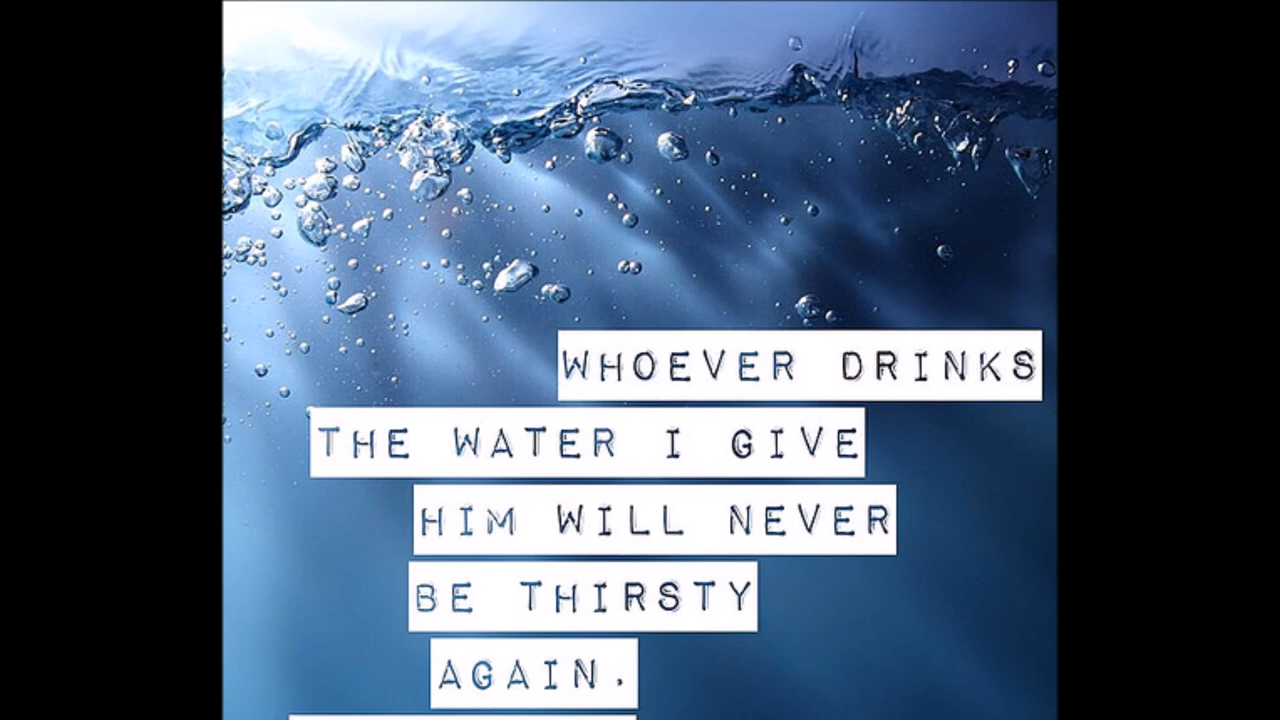 WHOEVER DRINKS
THE WATER I GIVE
HIM WILL NEVER
BE THIRSTY
AGAIN.